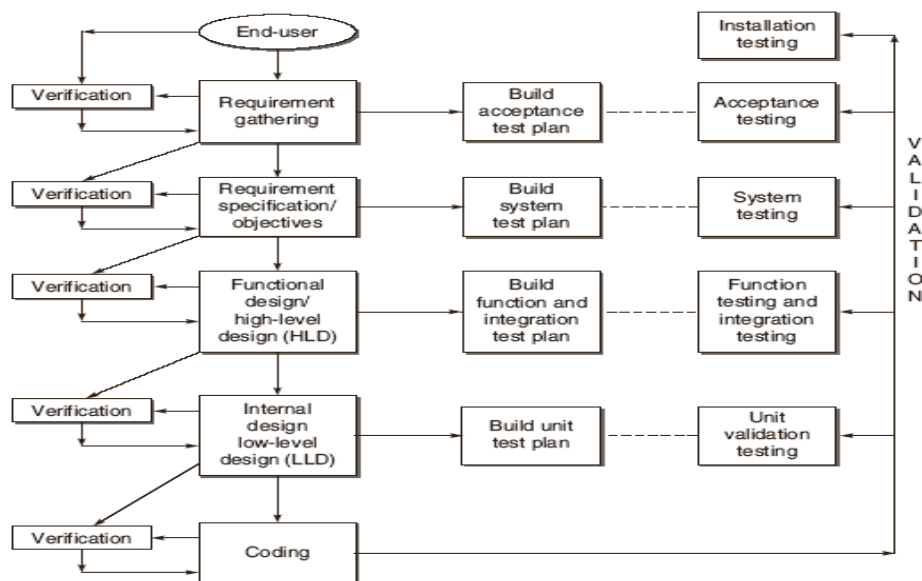 End-user
Installation
testing
Verification
Requirement
gathering
Build
acceptance
test plan
Acceptance
testing
Verification
Requirement
specification/
objectives
Build
system
test plan
System
testing
Verification
Functional
design/
high-level
design (HLD)
Build
function and
integration
test plan
Function
testing and
integration
testing
Verification
Internal
design
low-level
design (LLD)
Build unit
test plan
Unit
validation
testing
Verification
Coding
VALIDATION